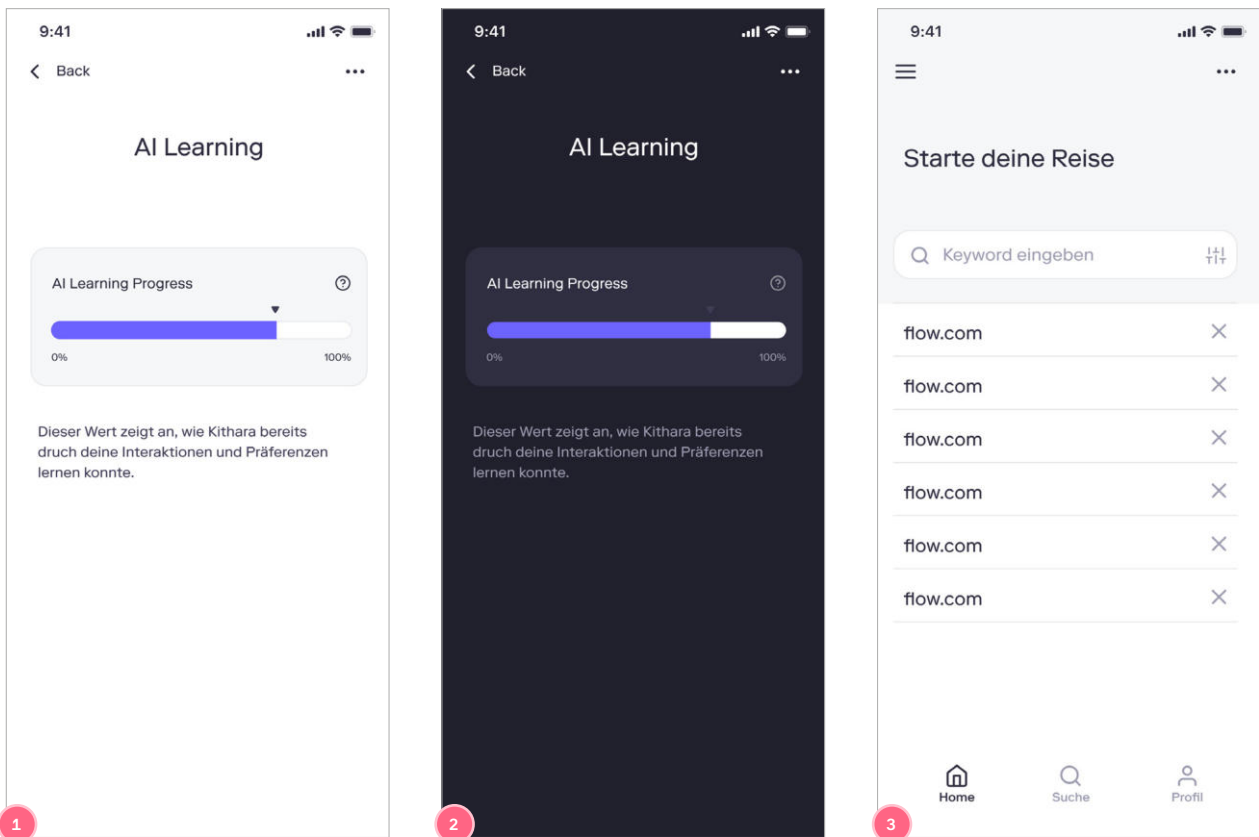 9:41
Back
AI Learning
AI Learning Progress
0% 100%
Dieser Wert zeigt an, wie Kithara bereits
druch deine Interaktionen und Präferenzen
lernen konnte.
1
9:41
Back
AI Learning
AI Learning Progress
0% 100%
Dieser Wert zeigt an, wie Kithara bereits
druch deine Interaktionen und Präferenzen
lernen konnte.
2
9:41
Starte deine Reise
Keyword eingeben
flow.com
flow.com
flow.com
flow.com
flow.com
flow.com
Home Suche Profil
3